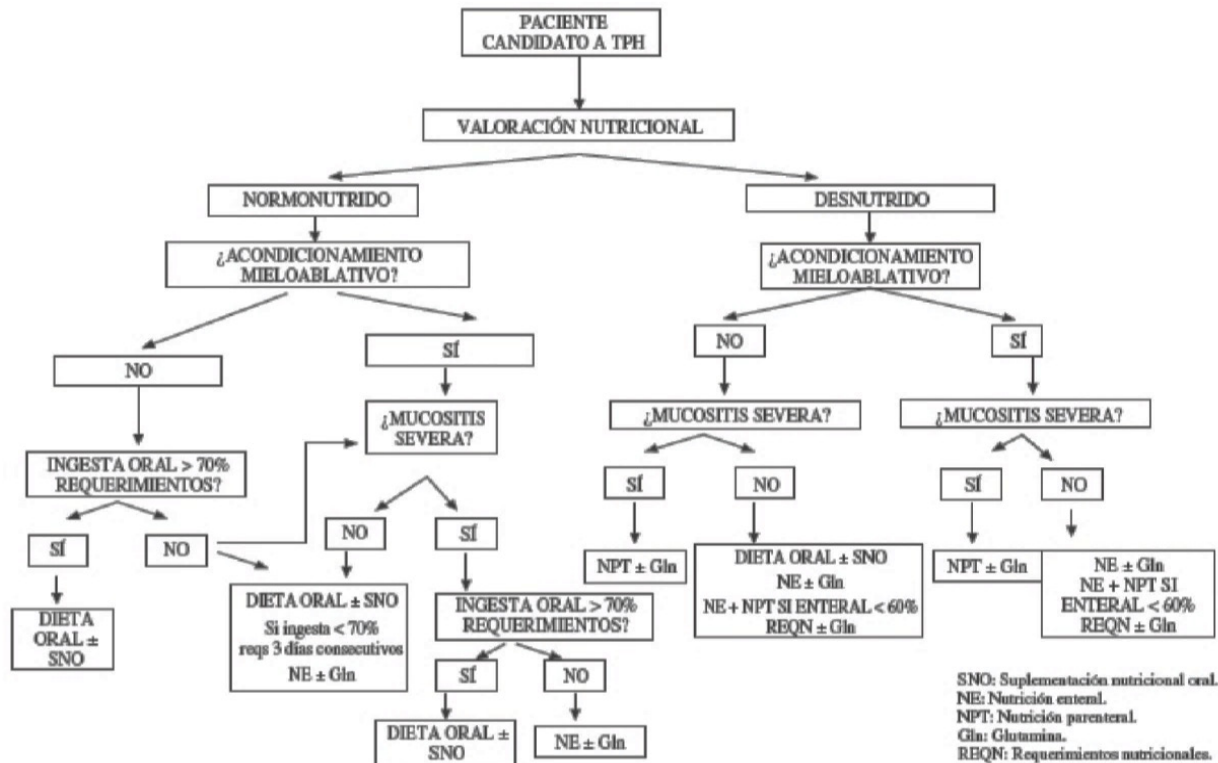 PACIENTE
CANDIDATO A TPH
VALORACIÓN NUTRICIONAL
NORMONUTRIDO
DESNUTRIDO
¿ACONDICIONAMIENTO
MIELOABLATIVO?
¿ACONDICIONAMIENTO
MIELOABLATIVO?
NO
SÍ
NO
SÍ
INGESTA ORAL > 70%
REQUERIMIENTOS?
¿MUCOSITIS
SEVERA?
¿MUCOSITIS SEVERA?
¿MUCOSITIS SEVERA?
SÍ
NO
NO
SÍ
SÍ
NO
SÍ
NO
DIETA
ORAL ±
SNO
DIETA ORAL ± SNO
Si ingesta < 70%
reqs 3 días consecutivos
NE ± Gln
INGESTA ORAL > 70%
REQUERIMIENTOS?
SÍ
NO
DIETA ORAL ±
SNO
NE ± Gln
NPT ± Gln
DIETA ORAL ± SNO
NE ± Gln
NE + NPT SI ENTERAL < 60%
REQN ± Gln
NPT ± Gln
NE ± Gln
NE + NPT SI
ENTERAL < 60%
REQN ± Gln
SNO: Suplementación nutricional oral.
NE: Nutrición enteral.
NPT: Nutrición parenteral.
Gln: Glutamina.
REQN: Requerimientos nutricionales.